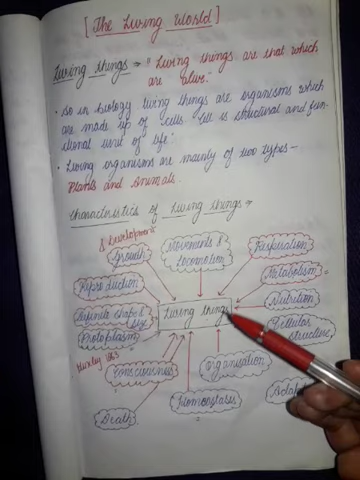 [The Living World]
Living things → "Living things are that which
are alive."
• So in biology living things are organisms which
are made up of 'cells. Cell is structural and fun-
ctional unit of life"
• Living organisms are mainly of two types-
Plants and Animals.
Characteristics of Living things →
& Development
Growth
Movements &
Locomotion
Respiration
Reproduction
Metabolism
Definite shape &
size
Living things
Nutrition
Protoplasm
Cellular
structure
Huxley 1863
Consciousness
Organisation
Homeostasis
Adap
Death